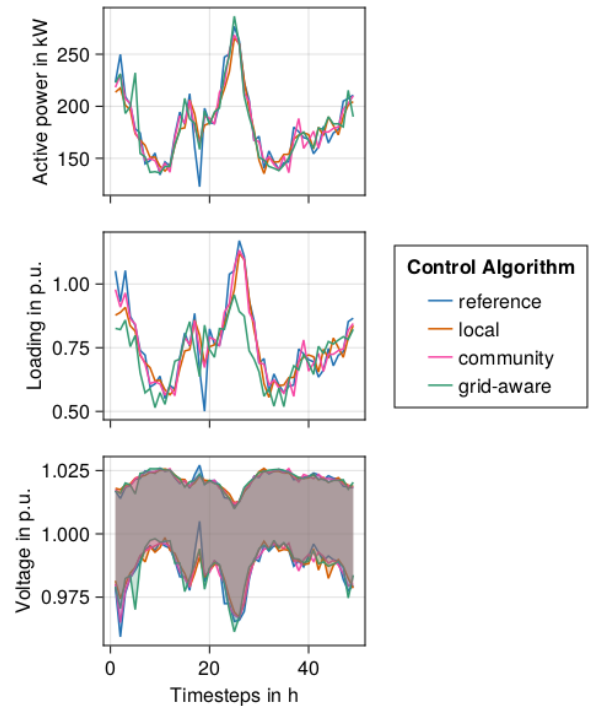 Active power in kW
250
200
150
Loading in p.u.
1.00
0.75
0.50
Control Algorithm
reference
local
community
grid-aware
Voltage in p.u.
1.025
1.000
0.975
0
20
40
Timesteps in h